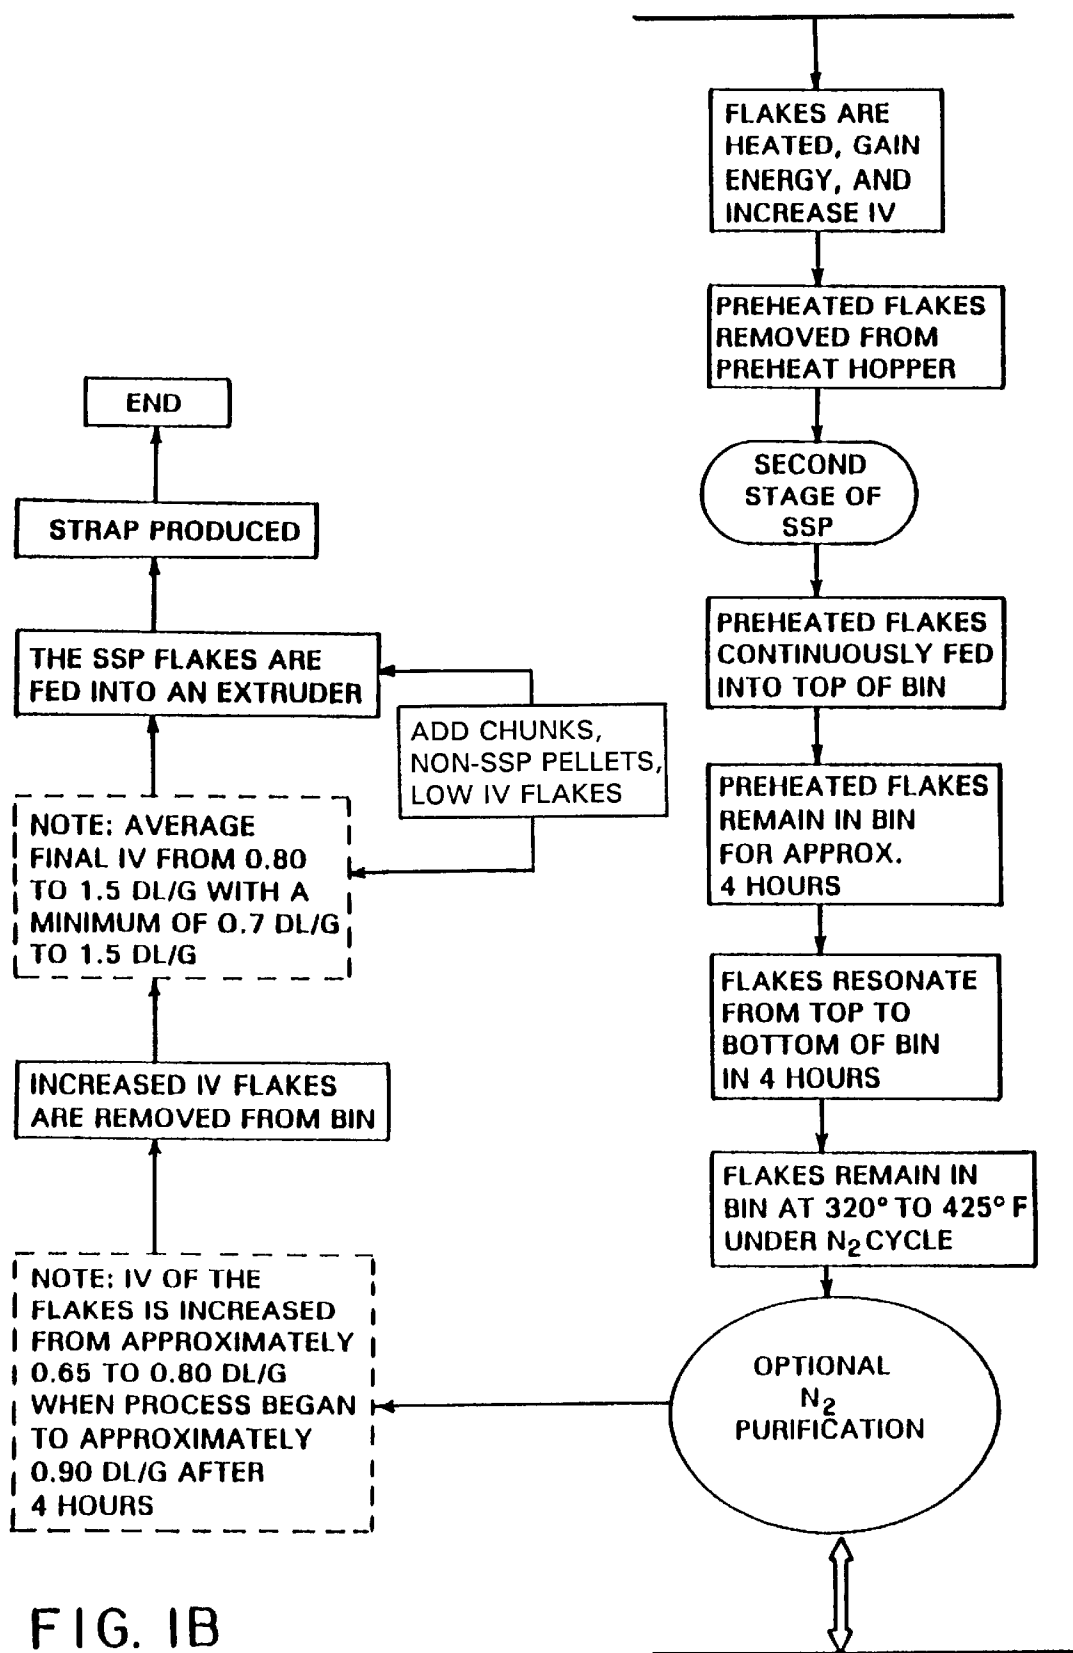 FLAKES ARE
HEATED, GAIN
ENERGY, AND
INCREASE IV
PREHEATED FLAKES
REMOVED FROM
PREHEAT HOPPER
SECOND
STAGE OF
SSP
PREHEATED FLAKES
CONTINUOUSLY FED
INTO TOP OF BIN
PREHEATED FLAKES
REMAIN IN BIN
FOR APPROX.
4 HOURS
FLAKES RESONATE
FROM TOP TO
BOTTOM OF BIN
IN 4 HOURS
FLAKES REMAIN IN
BIN AT 320° TO 425° F
UNDER N2 CYCLE
OPTIONAL
N2
PURIFICATION
NOTE: IV OF THE
FLAKES IS INCREASED
FROM APPROXIMATELY
0.65 TO 0.80 DL/G
WHEN PROCESS BEGAN
TO APPROXIMATELY
0.90 DL/G AFTER
4 HOURS
INCREASED IV FLAKES
ARE REMOVED FROM BIN
NOTE: AVERAGE
FINAL IV FROM 0.80
TO 1.5 DL/G WITH A
MINIMUM OF 0.7 DL/G
TO 1.5 DL/G
ADD CHUNKS,
NON-SSP PELLETS,
LOW IV FLAKES
THE SSP FLAKES ARE
FED INTO AN EXTRUDER
STRAP PRODUCED
END
FIG. 1B